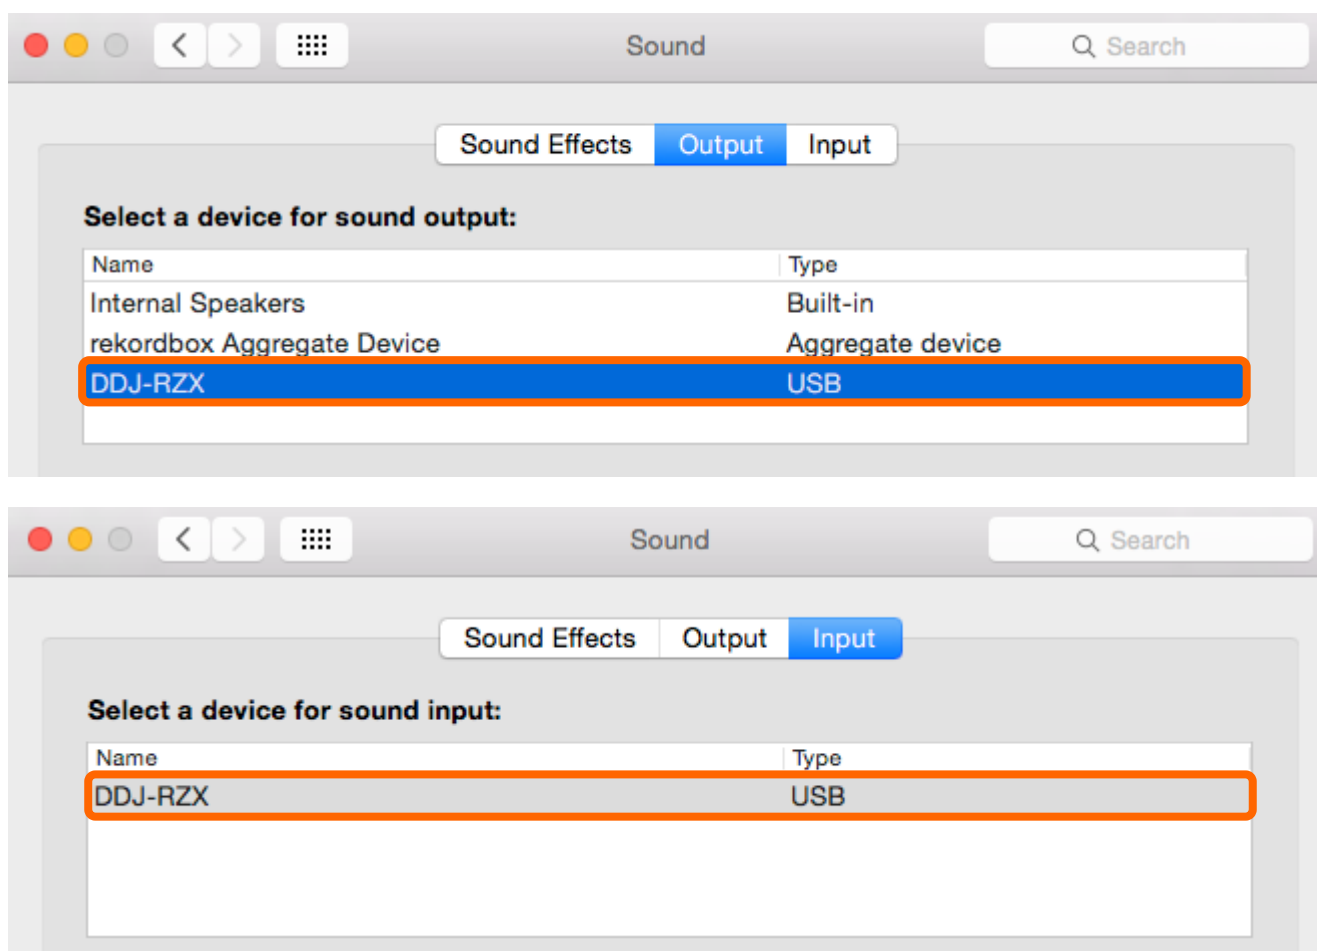 Sound
Search
Sound Effects Output Input
Select a device for sound output:
Name Type
Internal Speakers Built-in
rekordbox Aggregate Device Aggregate device
DDJ-RZX USB
Sound
Search
Sound Effects Output Input
Select a device for sound input:
Name Type
DDJ-RZX USB